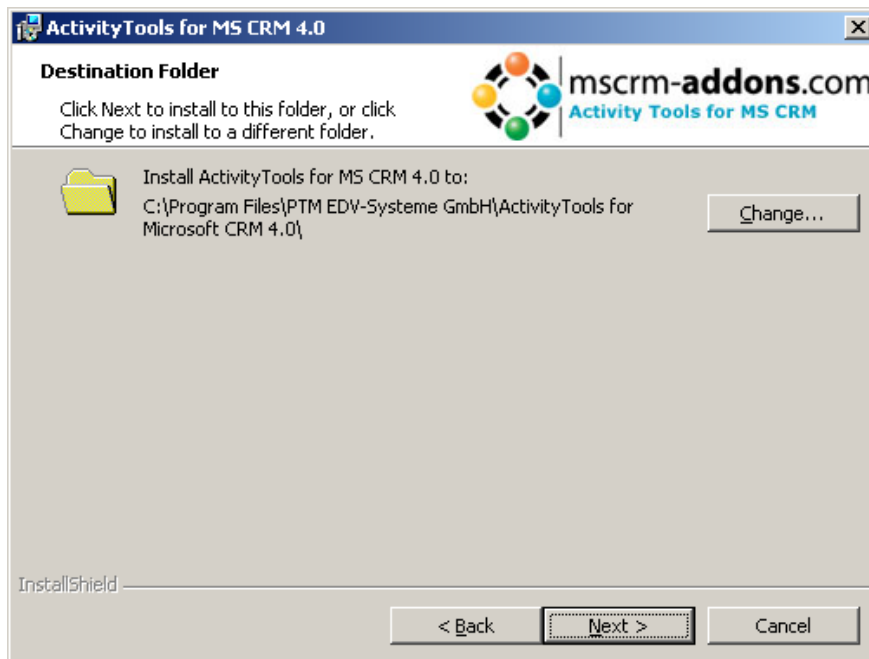 ActivityTools for MS CRM 4.0
Destination Folder
Click Next to install to this folder, or click
Change to install to a different folder.
mscrm-addons.com
Activity Tools for MS CRM
Install ActivityTools for MS CRM 4.0 to:
C:\Program Files\PTM EDV-Systeme GmbH\ActivityTools for
Microsoft CRM 4.0\
Change...
InstallShield
< Back
Next >
Cancel